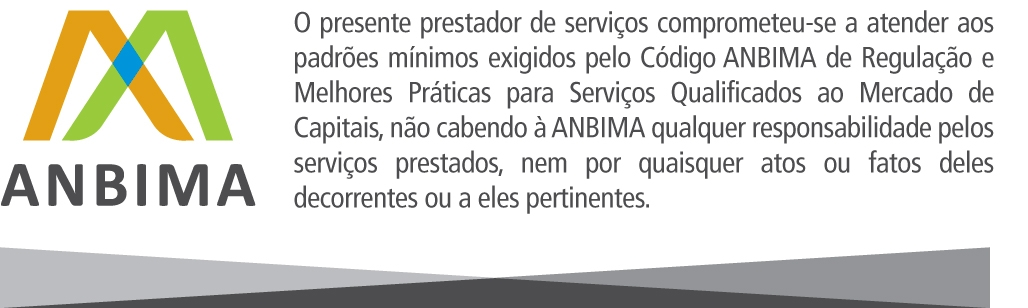 ANBIMA
O presente prestador de serviços comprometeu-se a atender aos
padrões mínimos exigidos pelo Código ANBIMA de Regulação e
Melhores Práticas para Serviços Qualificados ao Mercado de
Capitais, não cabendo à ANBIMA qualquer responsabilidade pelos
serviços prestados, nem por quaisquer atos ou fatos deles
decorrentes ou a eles pertinentes.